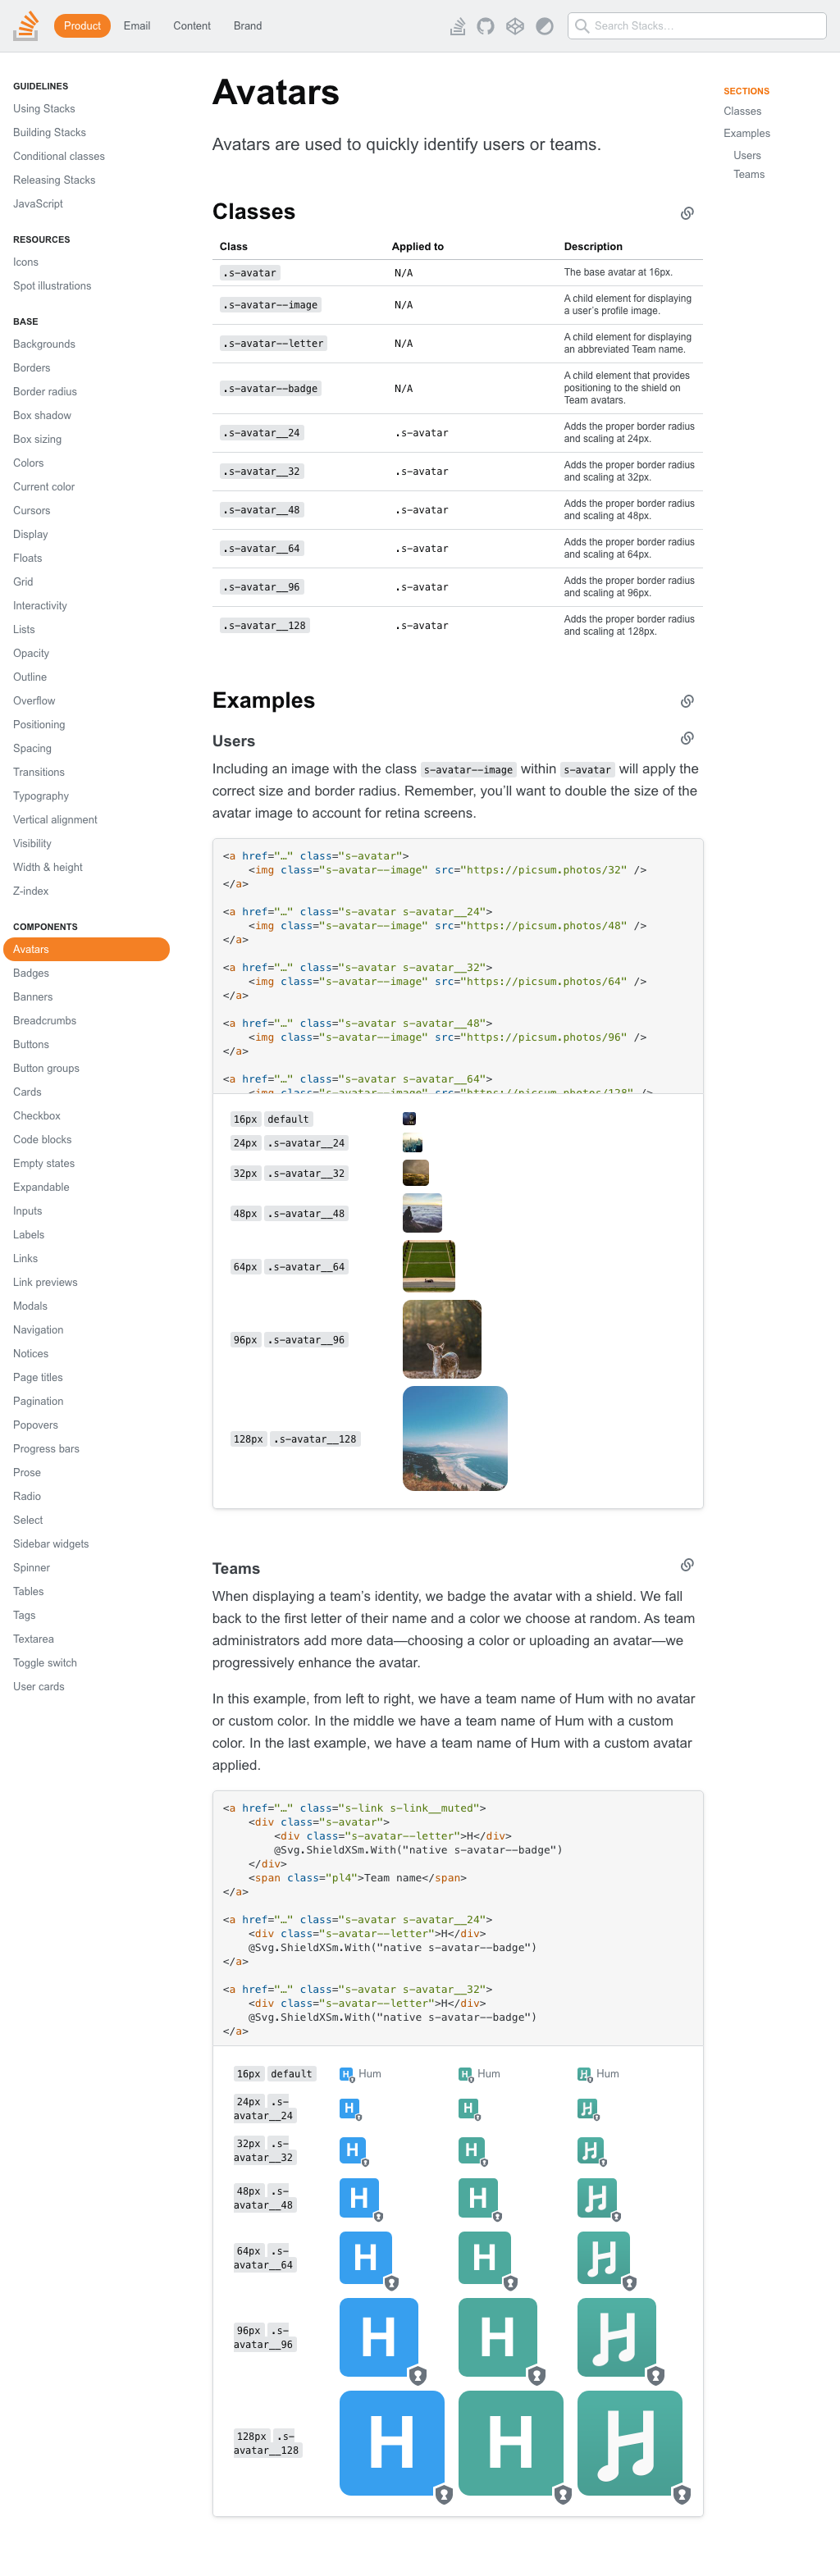 Product Email Content Brand
Search Stacks…
GUIDELINES
Using Stacks
Building Stacks
Conditional classes
Releasing Stacks
JavaScript
RESOURCES
Icons
Spot illustrations
BASE
Backgrounds
Borders
Border radius
Box shadow
Box sizing
Colors
Current color
Cursors
Display
Floats
Grid
Interactivity
Lists
Opacity
Outline
Overflow
Positioning
Spacing
Transitions
Typography
Vertical alignment
Visibility
Width & height
Z-index
COMPONENTS
Avatars
Badges
Banners
Breadcrumbs
Buttons
Button groups
Cards
Checkbox
Code blocks
Empty states
Expandable
Inputs
Labels
Links
Link previews
Modals
Navigation
Notices
Page titles
Pagination
Popovers
Progress bars
Prose
Radio
Select
Sidebar widgets
Spinner
Tables
Tags
Textarea
Toggle switch
User cards
Avatars
Avatars are used to quickly identify users or teams.
Classes
Class Applied to Description
.s-avatar N/A The base avatar at 16px.
.s-avatar--image N/A A child element for displaying
a user’s profile image.
.s-avatar--letter N/A A child element for displaying
an abbreviated Team name.
.s-avatar--badge N/A A child element that provides
positioning to the shield on
Team avatars.
.s-avatar__24 .s-avatar Adds the proper border radius
and scaling at 24px.
.s-avatar__32 .s-avatar Adds the proper border radius
and scaling at 32px.
.s-avatar__48 .s-avatar Adds the proper border radius
and scaling at 48px.
.s-avatar__64 .s-avatar Adds the proper border radius
and scaling at 64px.
.s-avatar__96 .s-avatar Adds the proper border radius
and scaling at 96px.
.s-avatar__128 .s-avatar Adds the proper border radius
and scaling at 128px.
Examples
Users
Including an image with the class s-avatar--image within s-avatar will apply the
correct size and border radius. Remember, you’ll want to double the size of the
avatar image to account for retina screens.
<a href="…" class="s-avatar">
<img class="s-avatar--image" src="https://picsum.photos/32" />
</a>
<a href="…" class="s-avatar s-avatar__24">
<img class="s-avatar--image" src="https://picsum.photos/48" />
</a>
<a href="…" class="s-avatar s-avatar__32">
<img class="s-avatar--image" src="https://picsum.photos/64" />
</a>
<a href="…" class="s-avatar s-avatar__48">
<img class="s-avatar--image" src="https://picsum.photos/96" />
</a>
<a href="…" class="s-avatar s-avatar__64">
<img class="s-avatar--image" src="https://picsum.photos/128" />
16px default
24px .s-avatar__24
32px .s-avatar__32
48px .s-avatar__48
64px .s-avatar__64
96px .s-avatar__96
128px .s-avatar__128
Teams
When displaying a team’s identity, we badge the avatar with a shield. We fall
back to the first letter of their name and a color we choose at random. As team
administrators add more data—choosing a color or uploading an avatar—we
progressively enhance the avatar.
In this example, from left to right, we have a team name of Hum with no avatar
or custom color. In the middle we have a team name of Hum with a custom
color. In the last example, we have a team name of Hum with a custom avatar
applied.
<a href="…" class="s-link s-link__muted">
<div class="s-avatar">
<div class="s-avatar--letter">H</div>
@Svg.ShieldXSm.With("native s-avatar--badge")
</div>
<span class="pl4">Team name</span>
</a>
<a href="…" class="s-avatar s-avatar__24">
<div class="s-avatar--letter">H</div>
@Svg.ShieldXSm.With("native s-avatar--badge")
</a>
<a href="…" class="s-avatar s-avatar__32">
<div class="s-avatar--letter">H</div>
@Svg.ShieldXSm.With("native s-avatar--badge")
</a>
16px default H Hum H Hum Hum
24px .s-
avatar__24 H H
32px .s-
avatar__32 H H
48px .s-
avatar__48 H H
64px .s-
avatar__64 H H
96px .s-
avatar__96 H H
128px .s-
avatar__128 H H
SECTIONS
Classes
Examples
Users
Teams